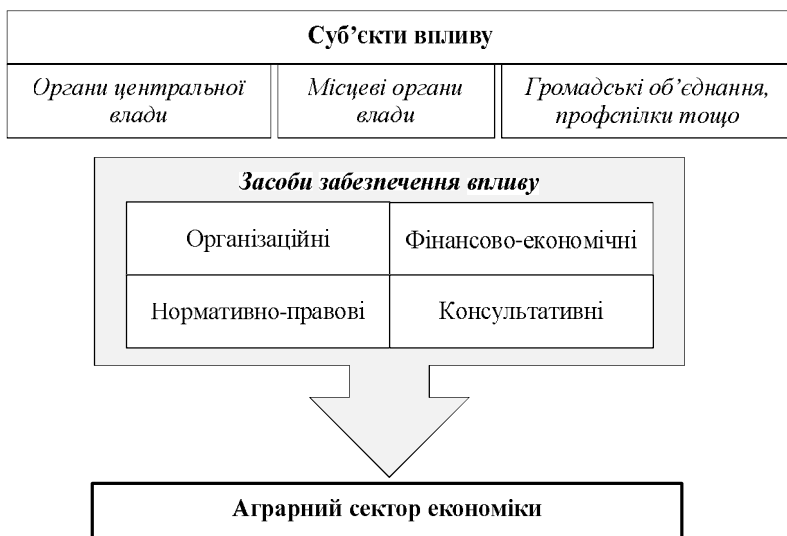 Суб’єкти впливу
Органи центральної
влади
Місцеві органи
влади
Громадські об’єднання,
профспілки тощо
Засоби забезпечення впливу
Організаційні
Фінансово-економічні
Нормативно-правові
Консультативні
Аграрний сектор економіки